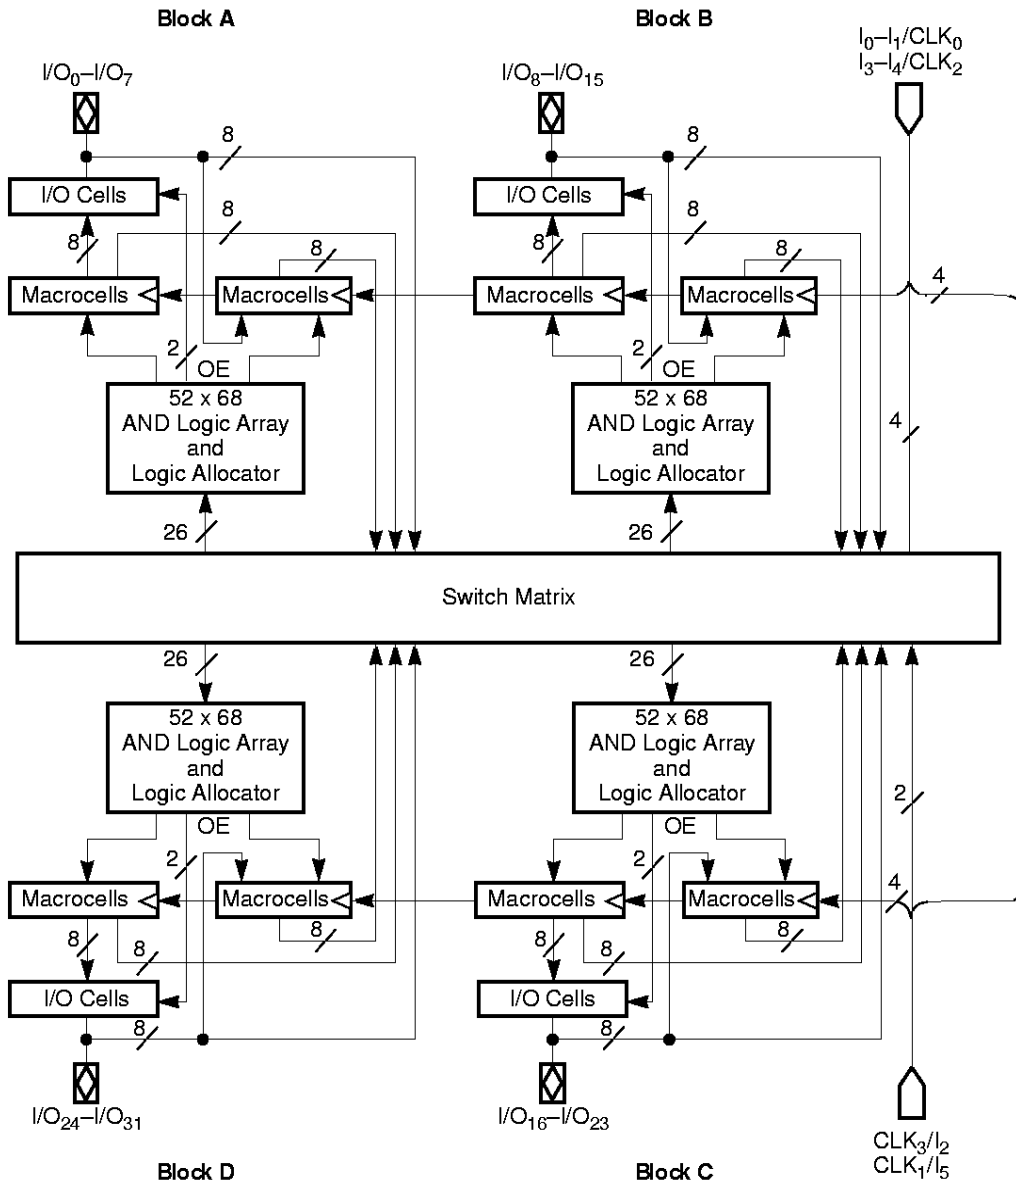 Block A
Block B
I/O0–I/O7
I/O8–I/O15
I0–I1/CLK0
I3–I4/CLK2
8
8
I/O Cells
I/O Cells
8
8
8
8
8
8
Macrocells
Macrocells
Macrocells
Macrocells
4
2
OE
2
OE
52 x 68
AND Logic Array
and
Logic Allocator
52 x 68
AND Logic Array
and
Logic Allocator
4
26
26
Switch Matrix
26
26
52 x 68
AND Logic Array
and
Logic Allocator
52 x 68
AND Logic Array
and
Logic Allocator
2
OE
OE
2
2
4
Macrocells
Macrocells
Macrocells
Macrocells
8
8
8
8
8
8
I/O Cells
I/O Cells
8
8
I/O24–I/O31
I/O16–I/O23
CLK3/I2
CLK1/I5
Block D
Block C